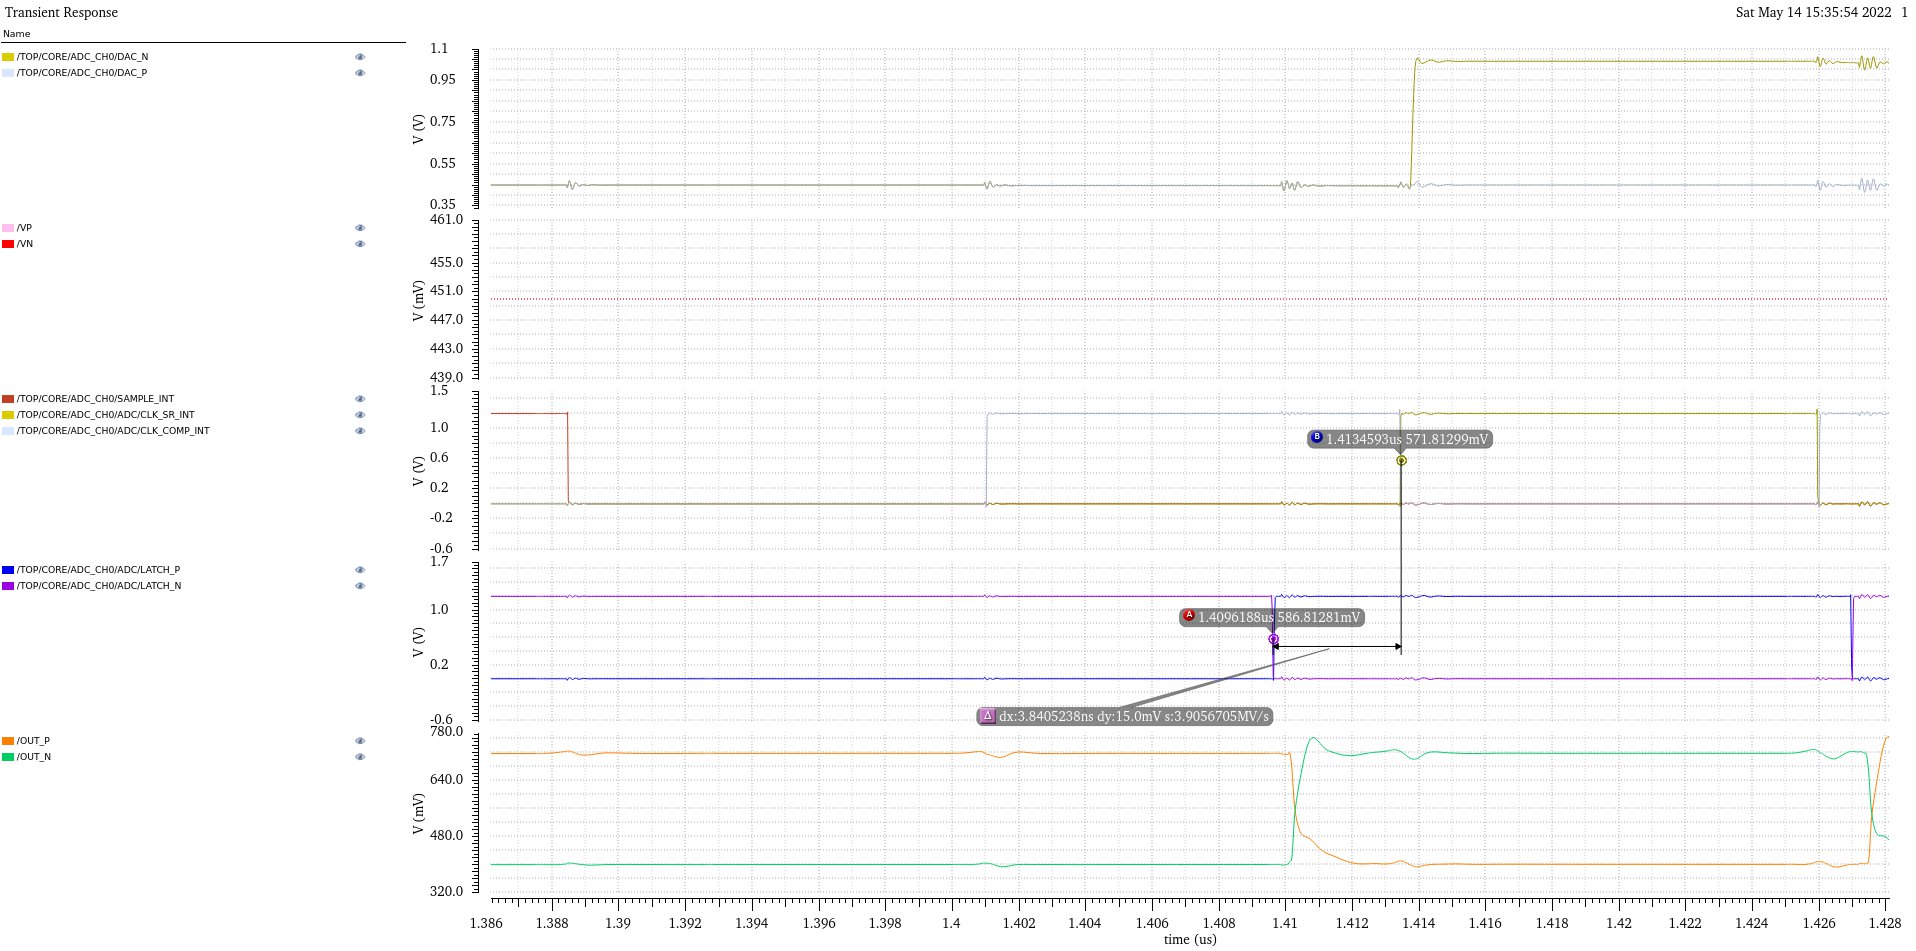 Transient Response
Sat May 14 15:35:54 2022 1
Name
/TOP/CORE/ADC_CH0/DAC_N
/TOP/CORE/ADC_CH0/DAC_P
1.1
0.95
0.75
0.55
0.35
V (V)
/VP
/VN
461.0
455.0
451.0
447.0
443.0
439.0
V (mV)
/TOP/CORE/ADC_CH0/SAMPLE_INT
/TOP/CORE/ADC_CH0/ADC/CLK_SR_INT
/TOP/CORE/ADC_CH0/ADC/CLK_COMP_INT
1.5
1.0
0.6
0.2
-0.2
-0.6
V (V)
B 1.4134593us 571.81299mV
/TOP/CORE/ADC_CH0/ADC/LATCH_P
/TOP/CORE/ADC_CH0/ADC/LATCH_N
1.7
1.0
0.2
-0.6
V (V)
A 1.4096188us 586.81281mV
Δ dx:3.8405238ns dy:15.0mV s:3.9056705MV/s
/OUT_P
/OUT_N
780.0
640.0
480.0
320.0
V (mV)
1.386 1.388 1.39 1.392 1.394 1.396 1.398 1.4 1.402 1.404 1.406 1.408 1.41 1.412 1.414 1.416 1.418 1.42 1.422 1.424 1.426 1.428
time (us)